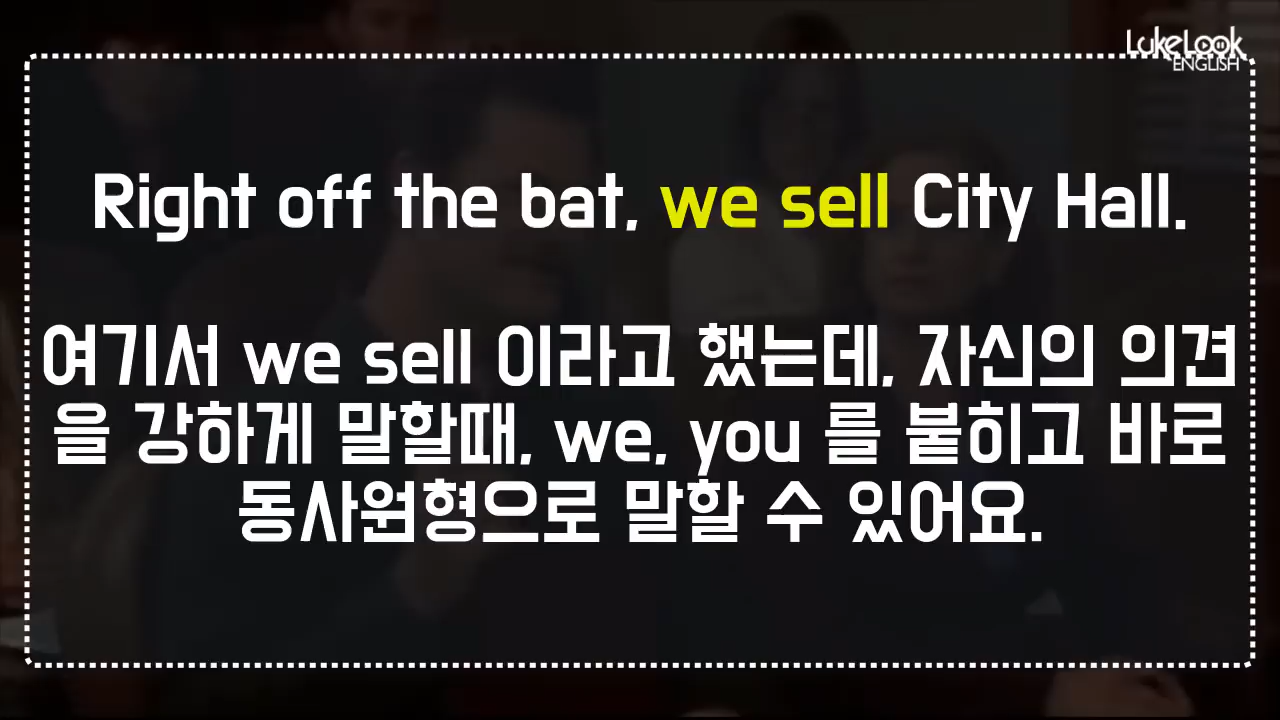 LukeLook
ENGLISH
Right off the bat, we sell City Hall.
여기서 we sell 이라고 했는데, 자신의 의견
을 강하게 말할때, we, you 를 붙히고 바로
동사원형으로 말할 수 있어요.